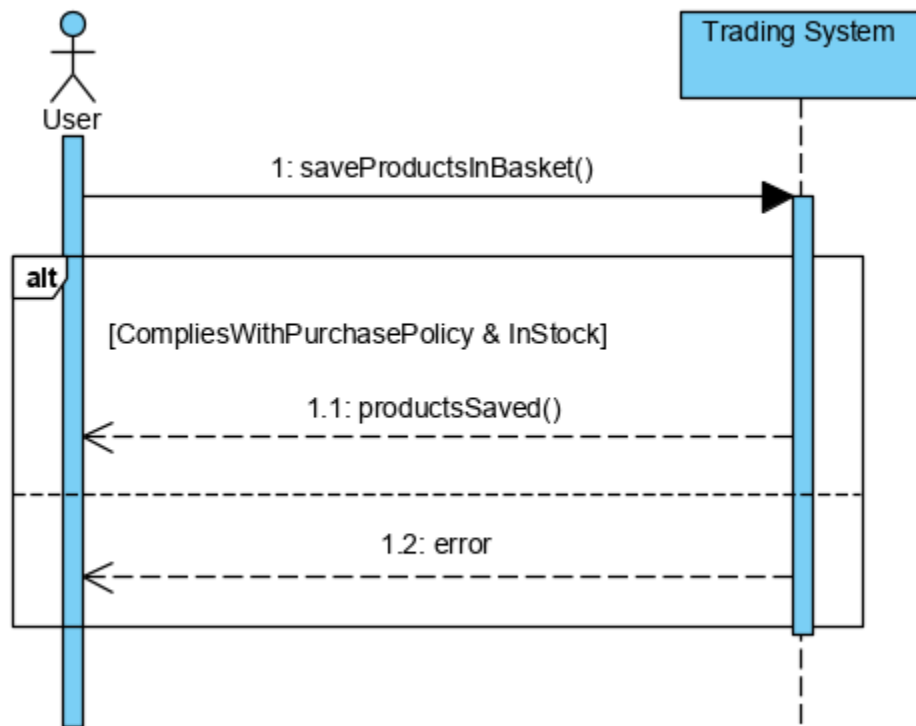 Trading System
User
1: saveProductsInBasket()
alt
[CompliesWithPurchasePolicy & InStock]
1.1: productsSaved()
1.2: error